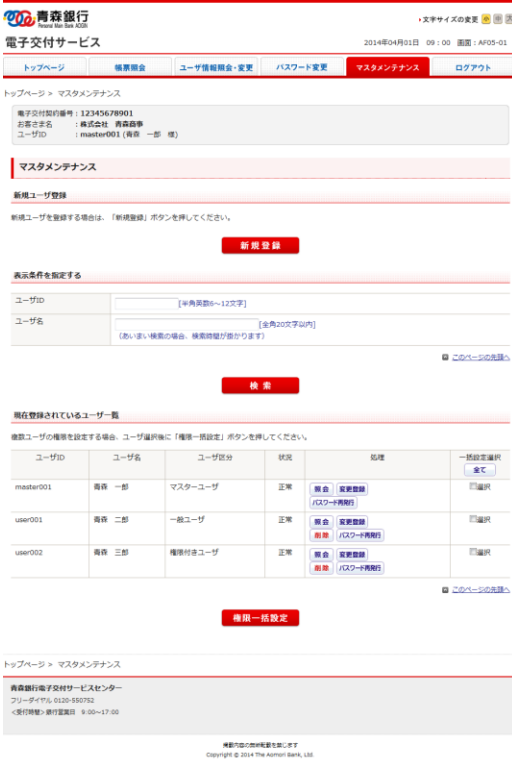 青森銀行
Personal Main Bank AOGIN
文字サイズの変更 小 中 大
電子交付サービス
2014年04月01日 09:00 画面:AF05-01
トップページ 帳票照会 ユーザ情報照会・変更 パスワード変更 マスタメンテナンス ログアウト
トップページ > マスタメンテナンス
電子交付契約番号:12345678901
お客さま名 :株式会社 青森商事
ユーザID :master001 (青森 一郎 様)
マスタメンテナンス
新規ユーザ登録
新規ユーザを登録する場合は、「新規登録」ボタンを押してください。
新規登録
表示条件を指定する
ユーザID [半角英数6~12文字]
ユーザ名 [全角20文字以内]
(あいまい検索の場合、検索時間が掛かります)
このページの先頭へ
検索
現在登録されているユーザ一覧
複数ユーザの権限を設定する場合、ユーザ選択後に「権限一括設定」ボタンを押してください。
ユーザID ユーザ名 ユーザ区分 状況 処理 一括設定選択
全て
master001 青森 一郎 マスターユーザ 正常 照会 変更登録 選択
パスワード再発行
user001 青森 二郎 一般ユーザ 正常 照会 変更登録 選択
削除 パスワード再発行
user002 青森 三郎 権限付きユーザ 正常 照会 変更登録 選択
削除 パスワード再発行
このページの先頭へ
権限一括設定
トップページ > マスタメンテナンス
青森銀行電子交付サービスセンター
フリーダイヤル 0120-550752
<受付時間> 銀行営業日 9:00~17:00
掲載内容の無断転載を禁じます
Copyright © 2014 The Aomori Bank, Ltd.